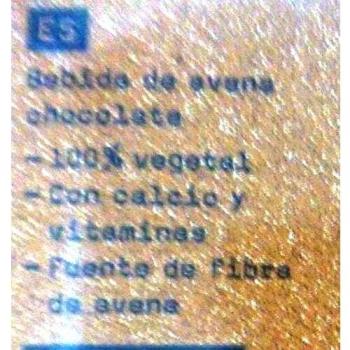 ES
Bebida de avena
chocolate
- 100% vegetal
- Con calcio y
vitaminas
- Fuente de fibra
de avena